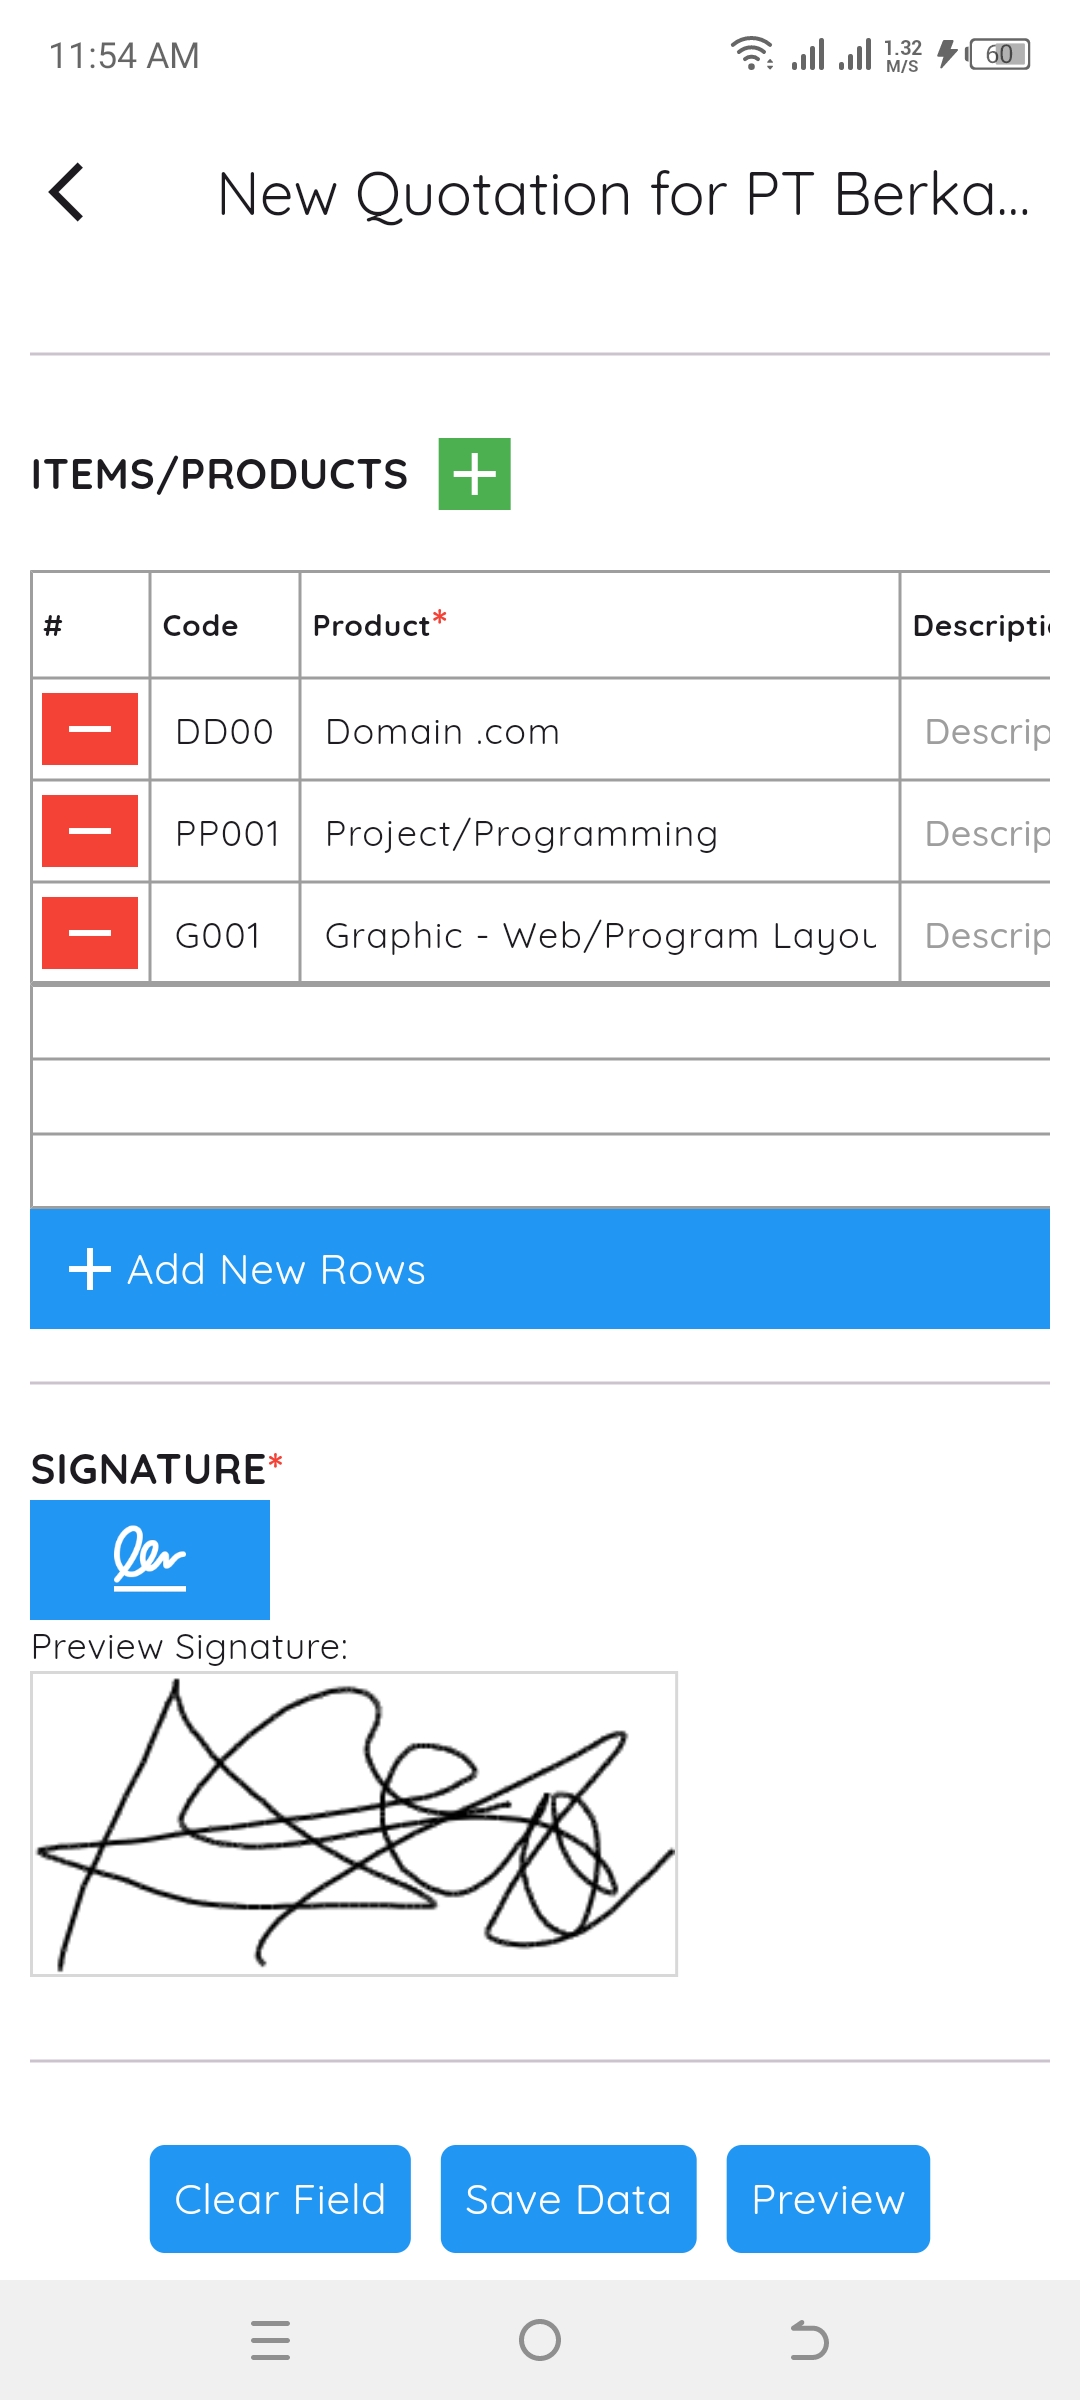 11:54 AM 1.32 M/S 60
New Quotation for PT Berka...
ITEMS/PRODUCTS
# Code Product* Descripti
DD00 Domain .com Descrip
PP001 Project/Programming Descrip
G001 Graphic - Web/Program Layou Descrip
+ Add New Rows
SIGNATURE*
Preview Signature:
Clear Field Save Data Preview